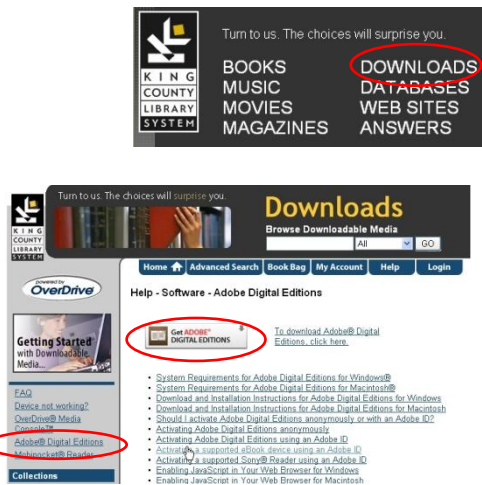 Turn to us. The choices will surprise you.
KING
COUNTY
LIBRARY
SYSTEM
BOOKS
MUSIC
MOVIES
MAGAZINES
DOWNLOADS
DATABASES
WEB SITES
ANSWERS
KING
COUNTY
LIBRARY
SYSTEM
Turn to us. The choices will surprise you.
Downloads
Browse Downloadable Media
All
GO
Home Advanced Search Book Bag My Account Help Login
powered by
OverDrive
Getting Started
with Downloadable
Media...
FAQ
Device not working?
OverDrive® Media
Console™
Adobe® Digital Editions
Mobipocket® Reader
Collections
Help - Software - Adobe Digital Editions
Get ADOBE®
DIGITAL EDITIONS
To download Adobe® Digital
Editions, click here.
• System Requirements for Adobe Digital Editions for Windows®
• System Requirements for Adobe Digital Editions for Macintosh®
• Download and Installation Instructions for Adobe Digital Editions for Windows
• Download and Installation Instructions for Adobe Digital Editions for Macintosh
• Should I activate Adobe Digital Editions anonymously or with an Adobe ID?
• Activating Adobe Digital Editions anonymously
• Activating Adobe Digital Editions using an Adobe ID
• Activating a supported eBook device using an Adobe ID
• Activating a supported Sony® Reader using an Adobe ID
• Enabling JavaScript in Your Web Browser for Windows
• Enabling JavaScript in Your Web Browser for Macintosh